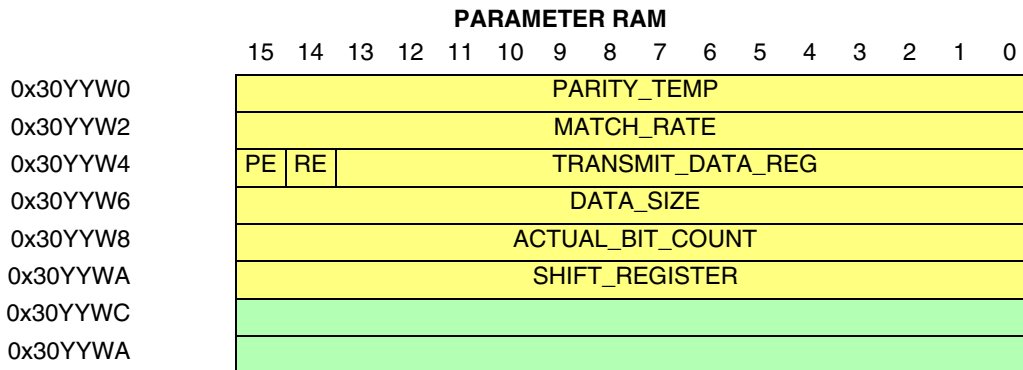 PARAMETER RAM
15 14 13 12 11 10 9 8 7 6 5 4 3 2 1 0
0x30YYW0 PARITY_TEMP
0x30YYW2 MATCH_RATE
0x30YYW4 PE RE TRANSMIT_DATA_REG
0x30YYW6 DATA_SIZE
0x30YYW8 ACTUAL_BIT_COUNT
0x30YYWA SHIFT_REGISTER
0x30YYWC
0x30YYWA